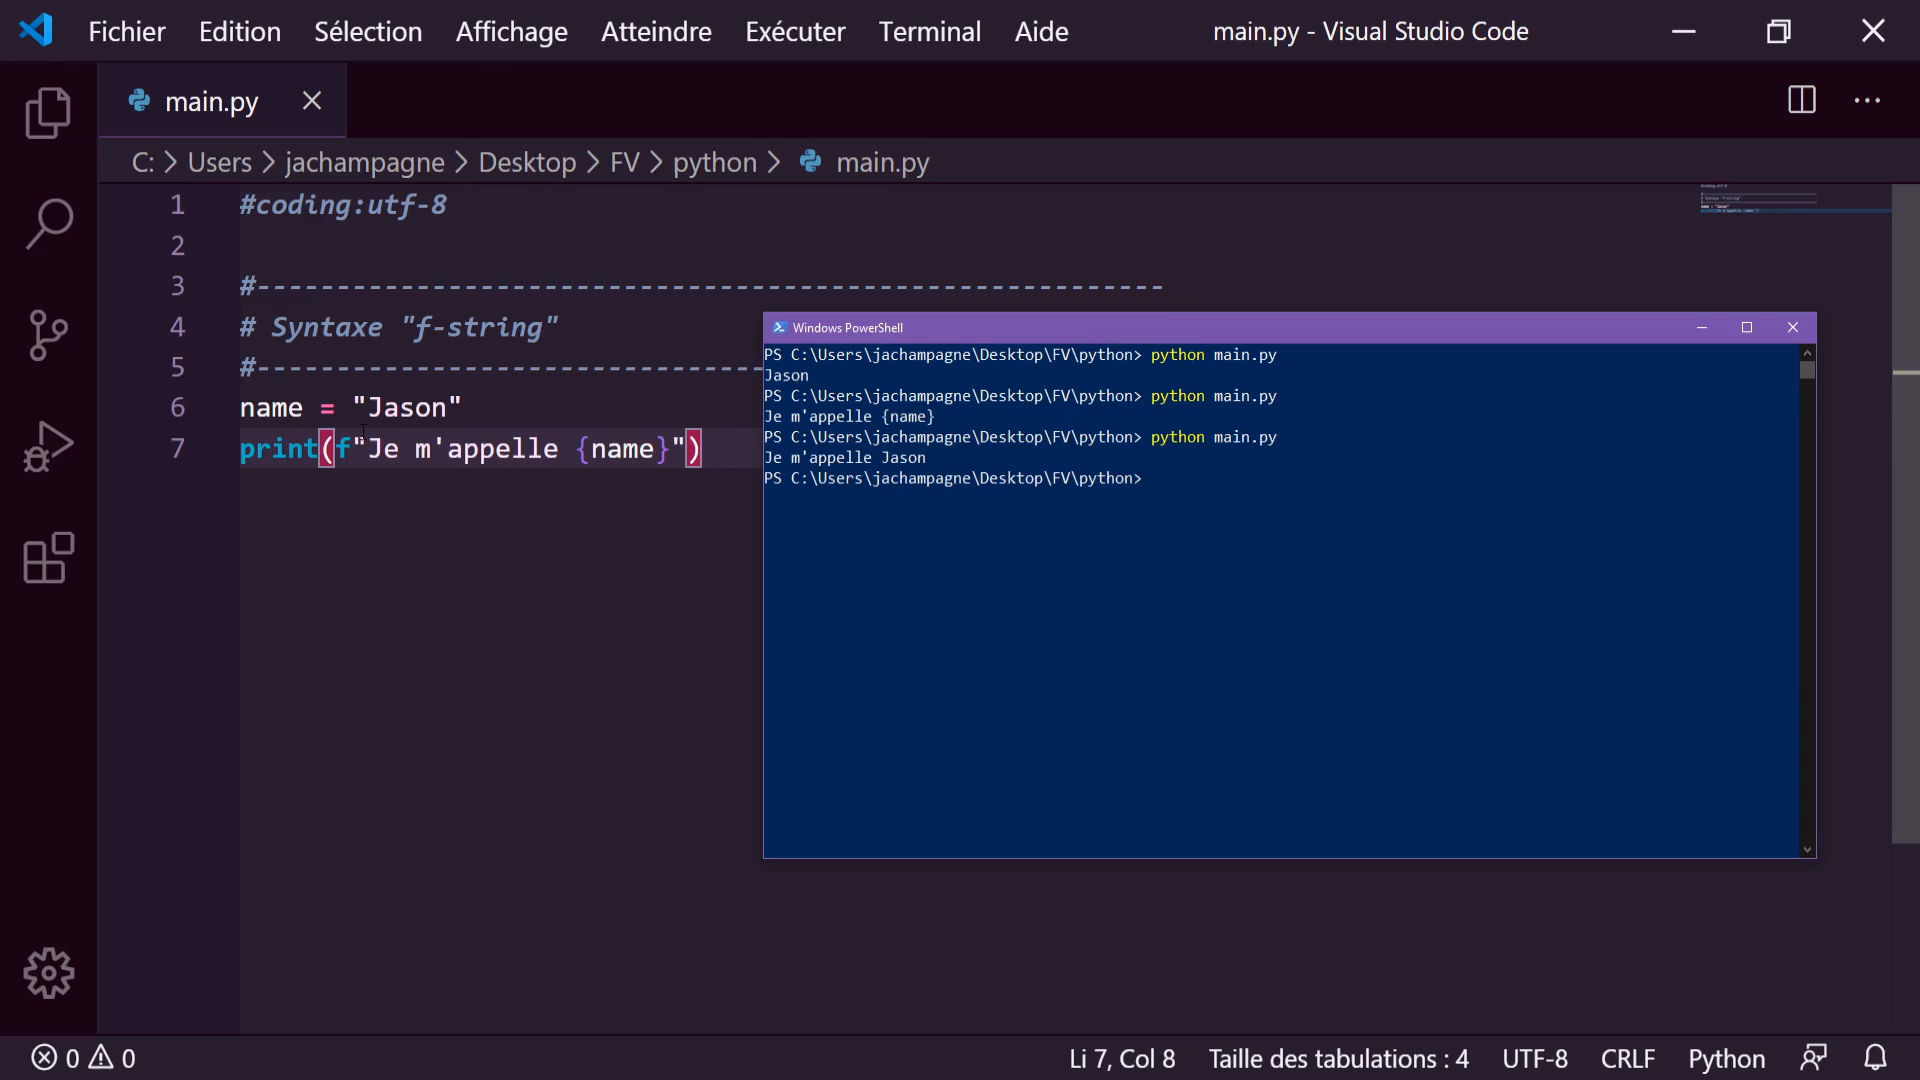 Fichier Edition Sélection Affichage Atteindre Exécuter Terminal Aide main.py - Visual Studio Code
main.py
C: > Users > jachampagne > Desktop > FV > python > main.py
1 #coding:utf-8
2
3 #---------------------------------------------------------
4 # Syntaxe "f-string"
5 #--------------------------------
6 name = "Jason"
7 print(f"Je m'appelle {name}")
Windows PowerShell
PS C:\Users\jachampagne\Desktop\FV\python> python main.py
Jason
PS C:\Users\jachampagne\Desktop\FV\python> python main.py
Je m'appelle {name}
PS C:\Users\jachampagne\Desktop\FV\python> python main.py
Je m'appelle Jason
PS C:\Users\jachampagne\Desktop\FV\python>
0 0 Li 7, Col 8 Taille des tabulations : 4 UTF-8 CRLF Python